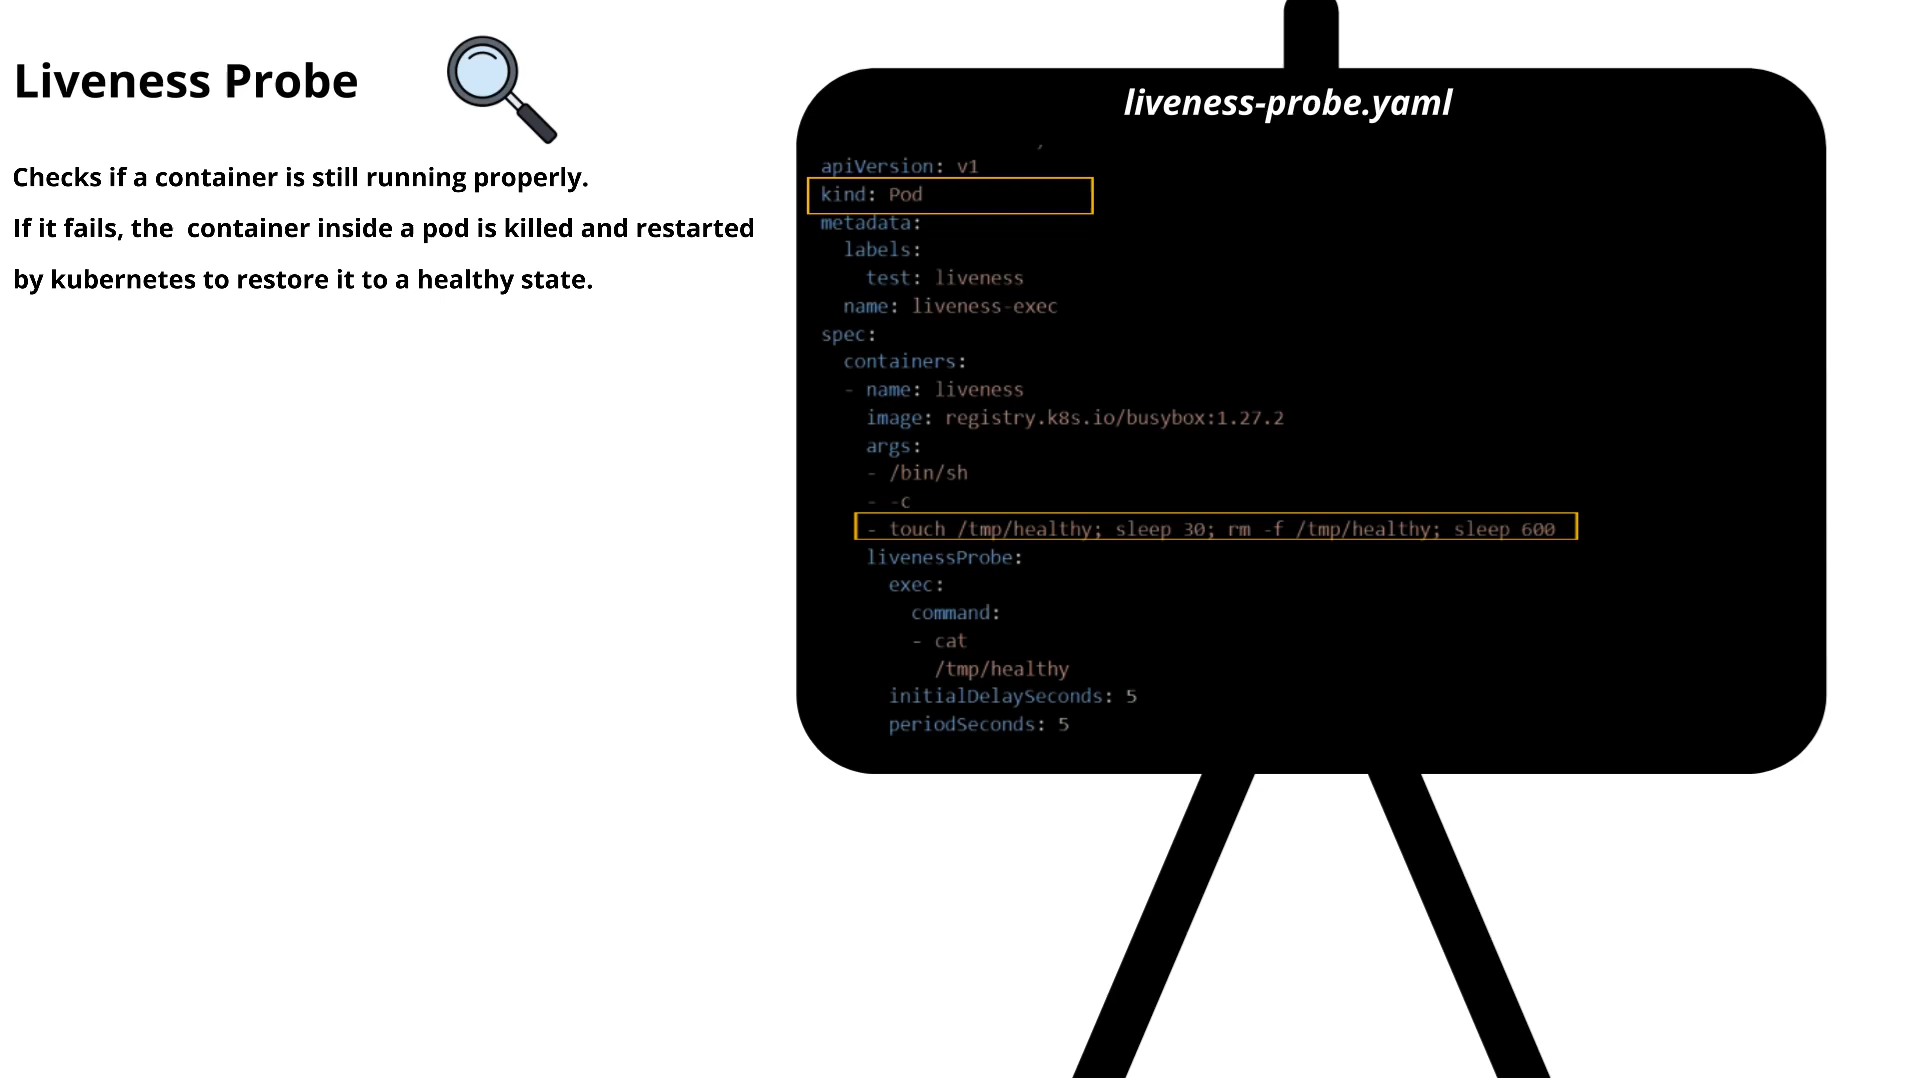 Liveness Probe
Checks if a container is still running properly.
If it fails, the  container inside a pod is killed and restarted
by kubernetes to restore it to a healthy state.
liveness-probe.yaml
apiVersion: v1
kind: Pod
metadata:
  labels:
    test: liveness
  name: liveness-exec
spec:
  containers:
  - name: liveness
    image: registry.k8s.io/busybox:1.27.2
    args:
    - /bin/sh
    - -c
    - touch /tmp/healthy; sleep 30; rm -f /tmp/healthy; sleep 600
    livenessProbe:
      exec:
        command:
        - cat
          /tmp/healthy
      initialDelaySeconds: 5
      periodSeconds: 5